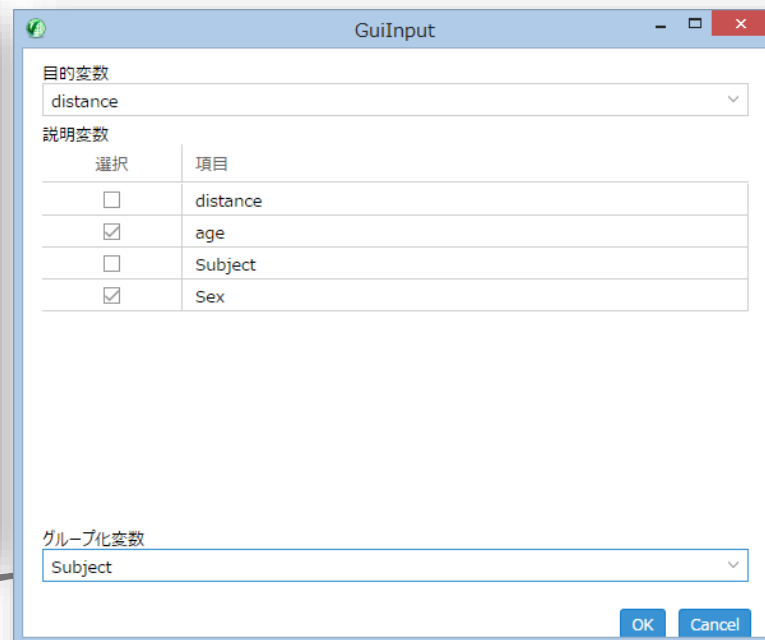 GuiInput
目的変数
distance
説明変数
選択 項目
distance
age
Subject
Sex
グループ化変数
Subject
OK Cancel